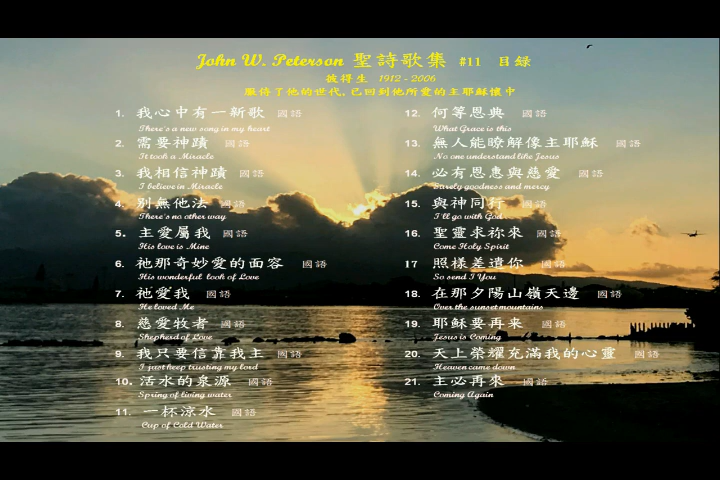 John W. Peterson 聖詩歌集 #11 目録
彼得生 1912 - 2006
服侍了他的世代, 已回到他所愛的主耶穌懷中
1. 我心中有一新歌 國語
There's a new song in my heart
2. 需要神蹟 國語
It took a Miracle
3. 我相信神蹟 國語
I believe in Miracle
4. 別無他法 國語
There's no other way
5. 主愛屬我 國語
His love is Mine
6. 祂那奇妙愛的面容 國語
His wonderful look of Love
7. 祂愛我 國語
He loved Me
8. 慈愛牧者 國語
Shepherd of Love
9. 我只要信靠我主 國語
I just keep trusting my lord
10. 活水的泉源 國語
Spring of living water
11. 一杯涼水 國語
Cup of Cold Water
12. 何等恩典 國語
What Grace is this
13. 無人能暸解像主耶穌 國語
No one understand like Jesus
14. 必有恩惠與慈愛 國語
Surely goodness and mercy
15. 與神同行 國語
I'll go with God
16. 聖靈求祢來 國語
Come Holy Spirit
17 照樣差遣你 國語
So send I You
18. 在那夕陽山嶺天邊 國語
Over the sunset mountains
19. 耶穌要再來 國語
Jesus is Coming
20. 天上榮耀充滿我的心靈 國語
Heaven came down
21. 主必再來 國語
Coming Again